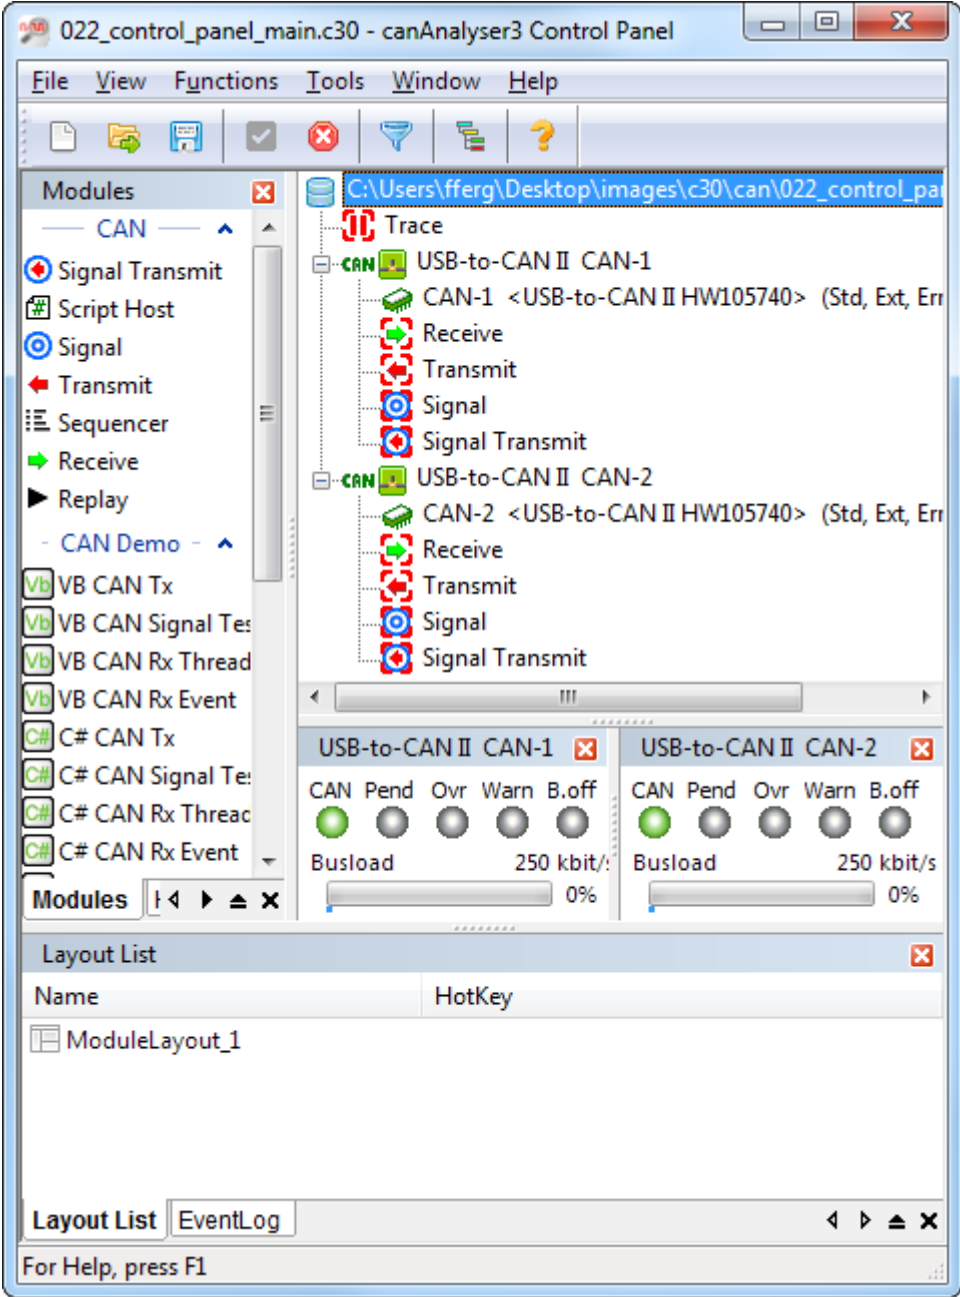 022_control_panel_main.c30 - canAnalyser3 Control Panel
File View Functions Tools Window Help
Modules
CAN
Signal Transmit
Script Host
Signal
Transmit
Sequencer
Receive
Replay
CAN Demo
Vb VB CAN Tx
Vb VB CAN Signal Tes
Vb VB CAN Rx Thread
Vb VB CAN Rx Event
C# C# CAN Tx
C# C# CAN Signal Te
C# C# CAN Rx Threac
C# C# CAN Rx Event
Modules
C:\Users\fferg\Desktop\images\c30\can\022_control_pa
Trace
CAN USB-to-CAN II CAN-1
CAN-1 <USB-to-CAN II HW105740> (Std, Ext, Err
Receive
Transmit
Signal
Signal Transmit
CAN USB-to-CAN II CAN-2
CAN-2 <USB-to-CAN II HW105740> (Std, Ext, Err
Receive
Transmit
Signal
Signal Transmit
USB-to-CAN II CAN-1
CAN Pend Ovr Warn B.off
Busload 250 kbit/
0%
USB-to-CAN II CAN-2
CAN Pend Ovr Warn B.off
Busload 250 kbit/s
0%
Layout List
Name HotKey
ModuleLayout_1
Layout List EventLog
For Help, press F1